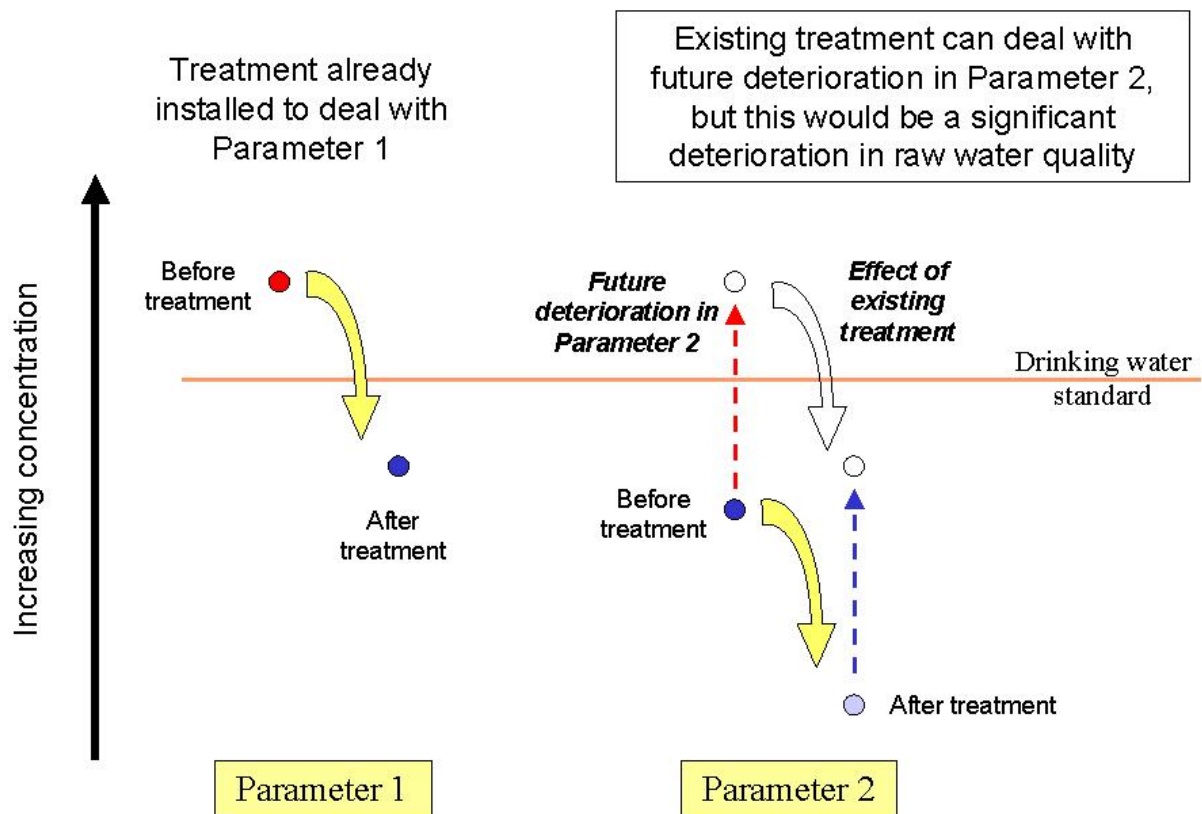 Treatment already
installed to deal with
Parameter 1
Existing treatment can deal with
future deterioration in Parameter 2,
but this would be a significant
deterioration in raw water quality
Increasing concentration
Before
treatment
After
treatment
Future
deterioration in
Parameter 2
Effect of
existing
treatment
Drinking water
standard
Before
treatment
After treatment
Parameter 1
Parameter 2